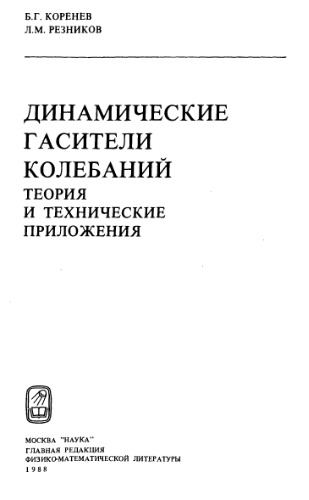 Б.Г. КОРЕНЕВ
Л.М. РЕЗНИКОВ
ДИНАМИЧЕСКИЕ
ГАСИТЕЛИ
КОЛЕБАНИЙ
ТЕОРИЯ
И ТЕХНИЧЕСКИЕ
ПРИЛОЖЕНИЯ
МОСКВА "НАУКА"
ГЛАВНАЯ РЕДАКЦИЯ
ФИЗИКО-МАТЕМАТИЧЕСКОЙ ЛИТЕРАТУРЫ
1988